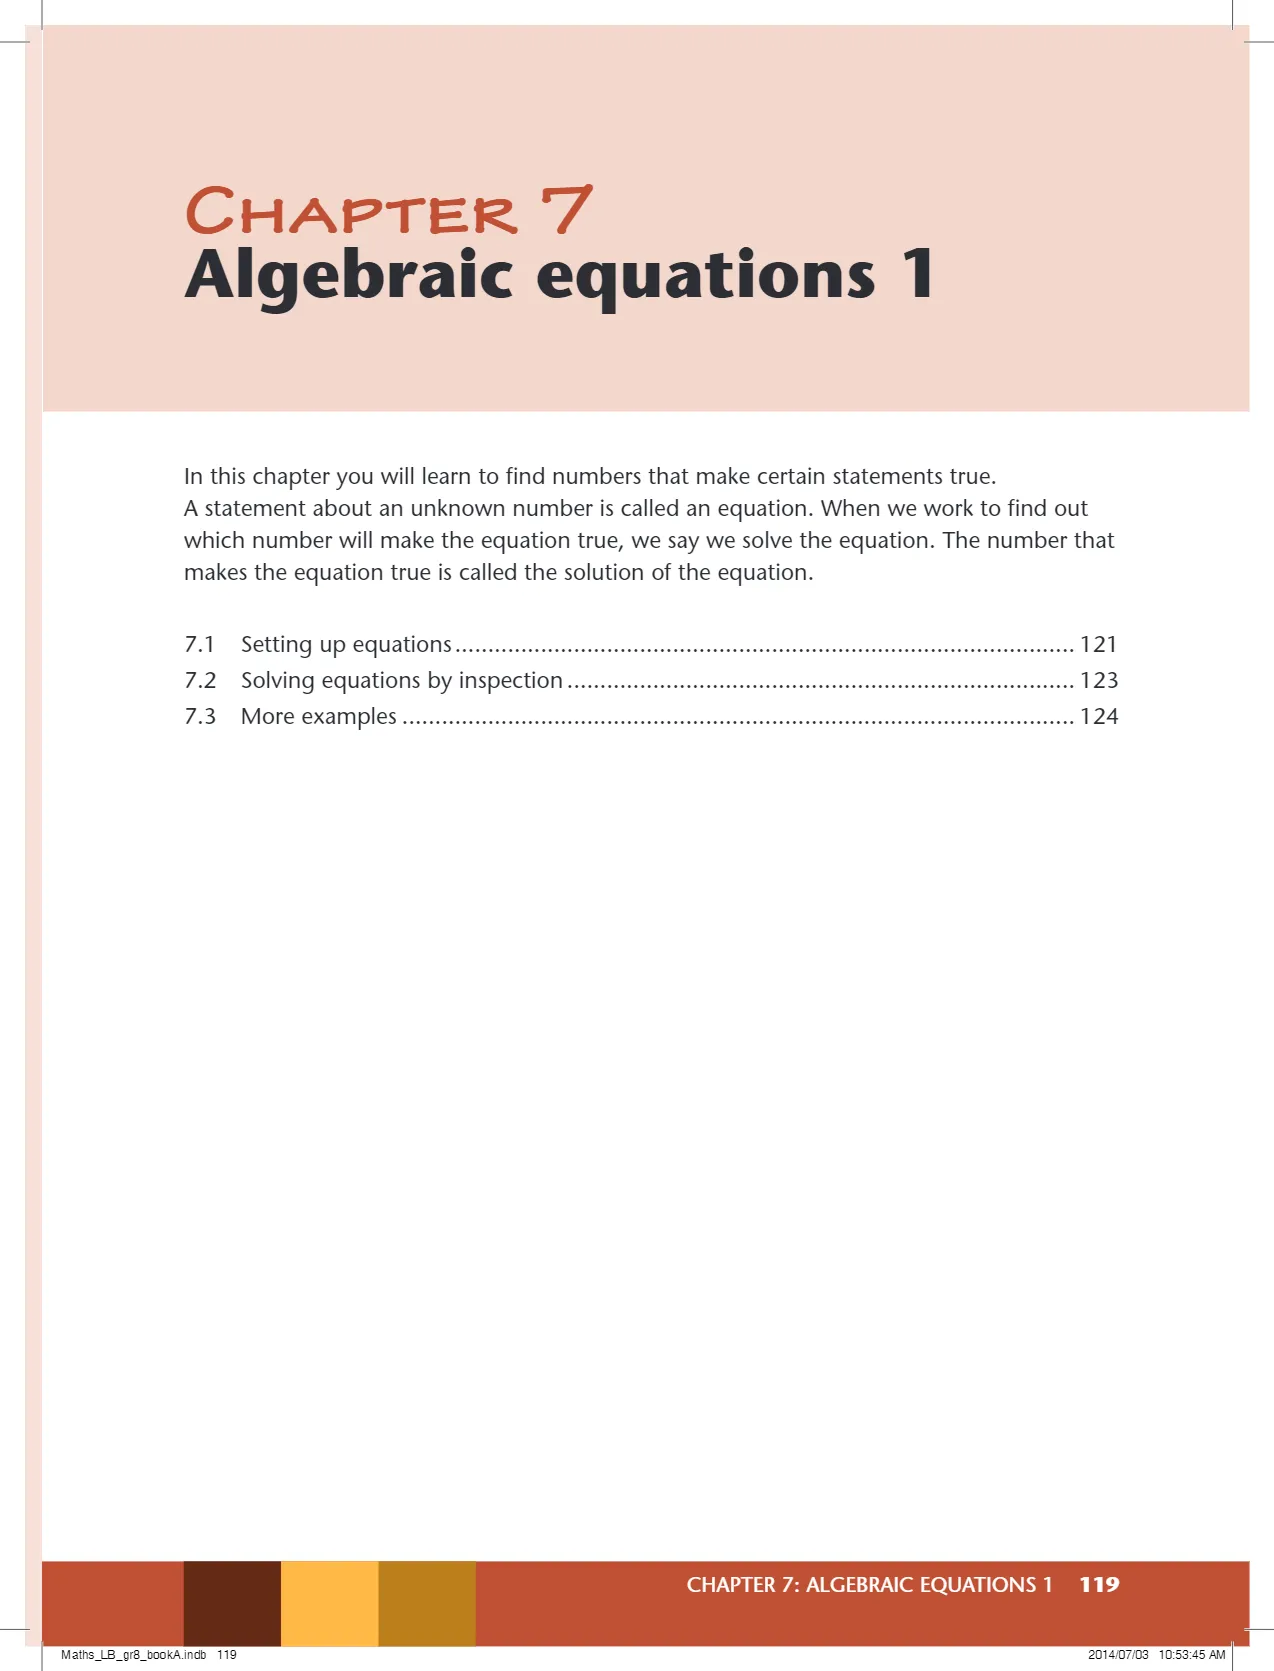 CHAPTER 7
Algebraic equations 1
In this chapter you will learn to find numbers that make certain statements true.
A statement about an unknown number is called an equation. When we work to find out
which number will make the equation true, we say we solve the equation. The number that
makes the equation true is called the solution of the equation.
7.1 Setting up equations ........................................................................................... 121
7.2 Solving equations by inspection ........................................................................... 123
7.3 More examples .................................................................................................... 124
CHAPTER 7: ALGEBRAIC EQUATIONS 1 119
Maths_LB_gr8_bookA.indb 119 2014/07/03 10:53:45 AM